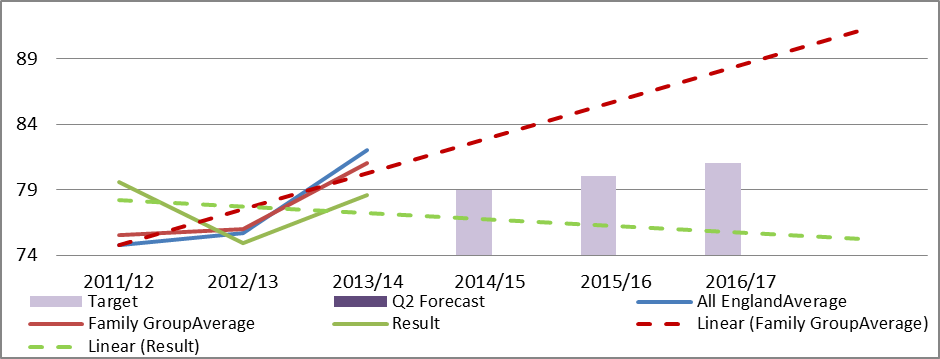 89
84
79
74
2011/12 2012/13 2013/14 2014/15 2015/16 2016/17
Target Q2 Forecast All EnglandAverage
Family GroupAverage Result Linear (Family GroupAverage)
Linear (Result)